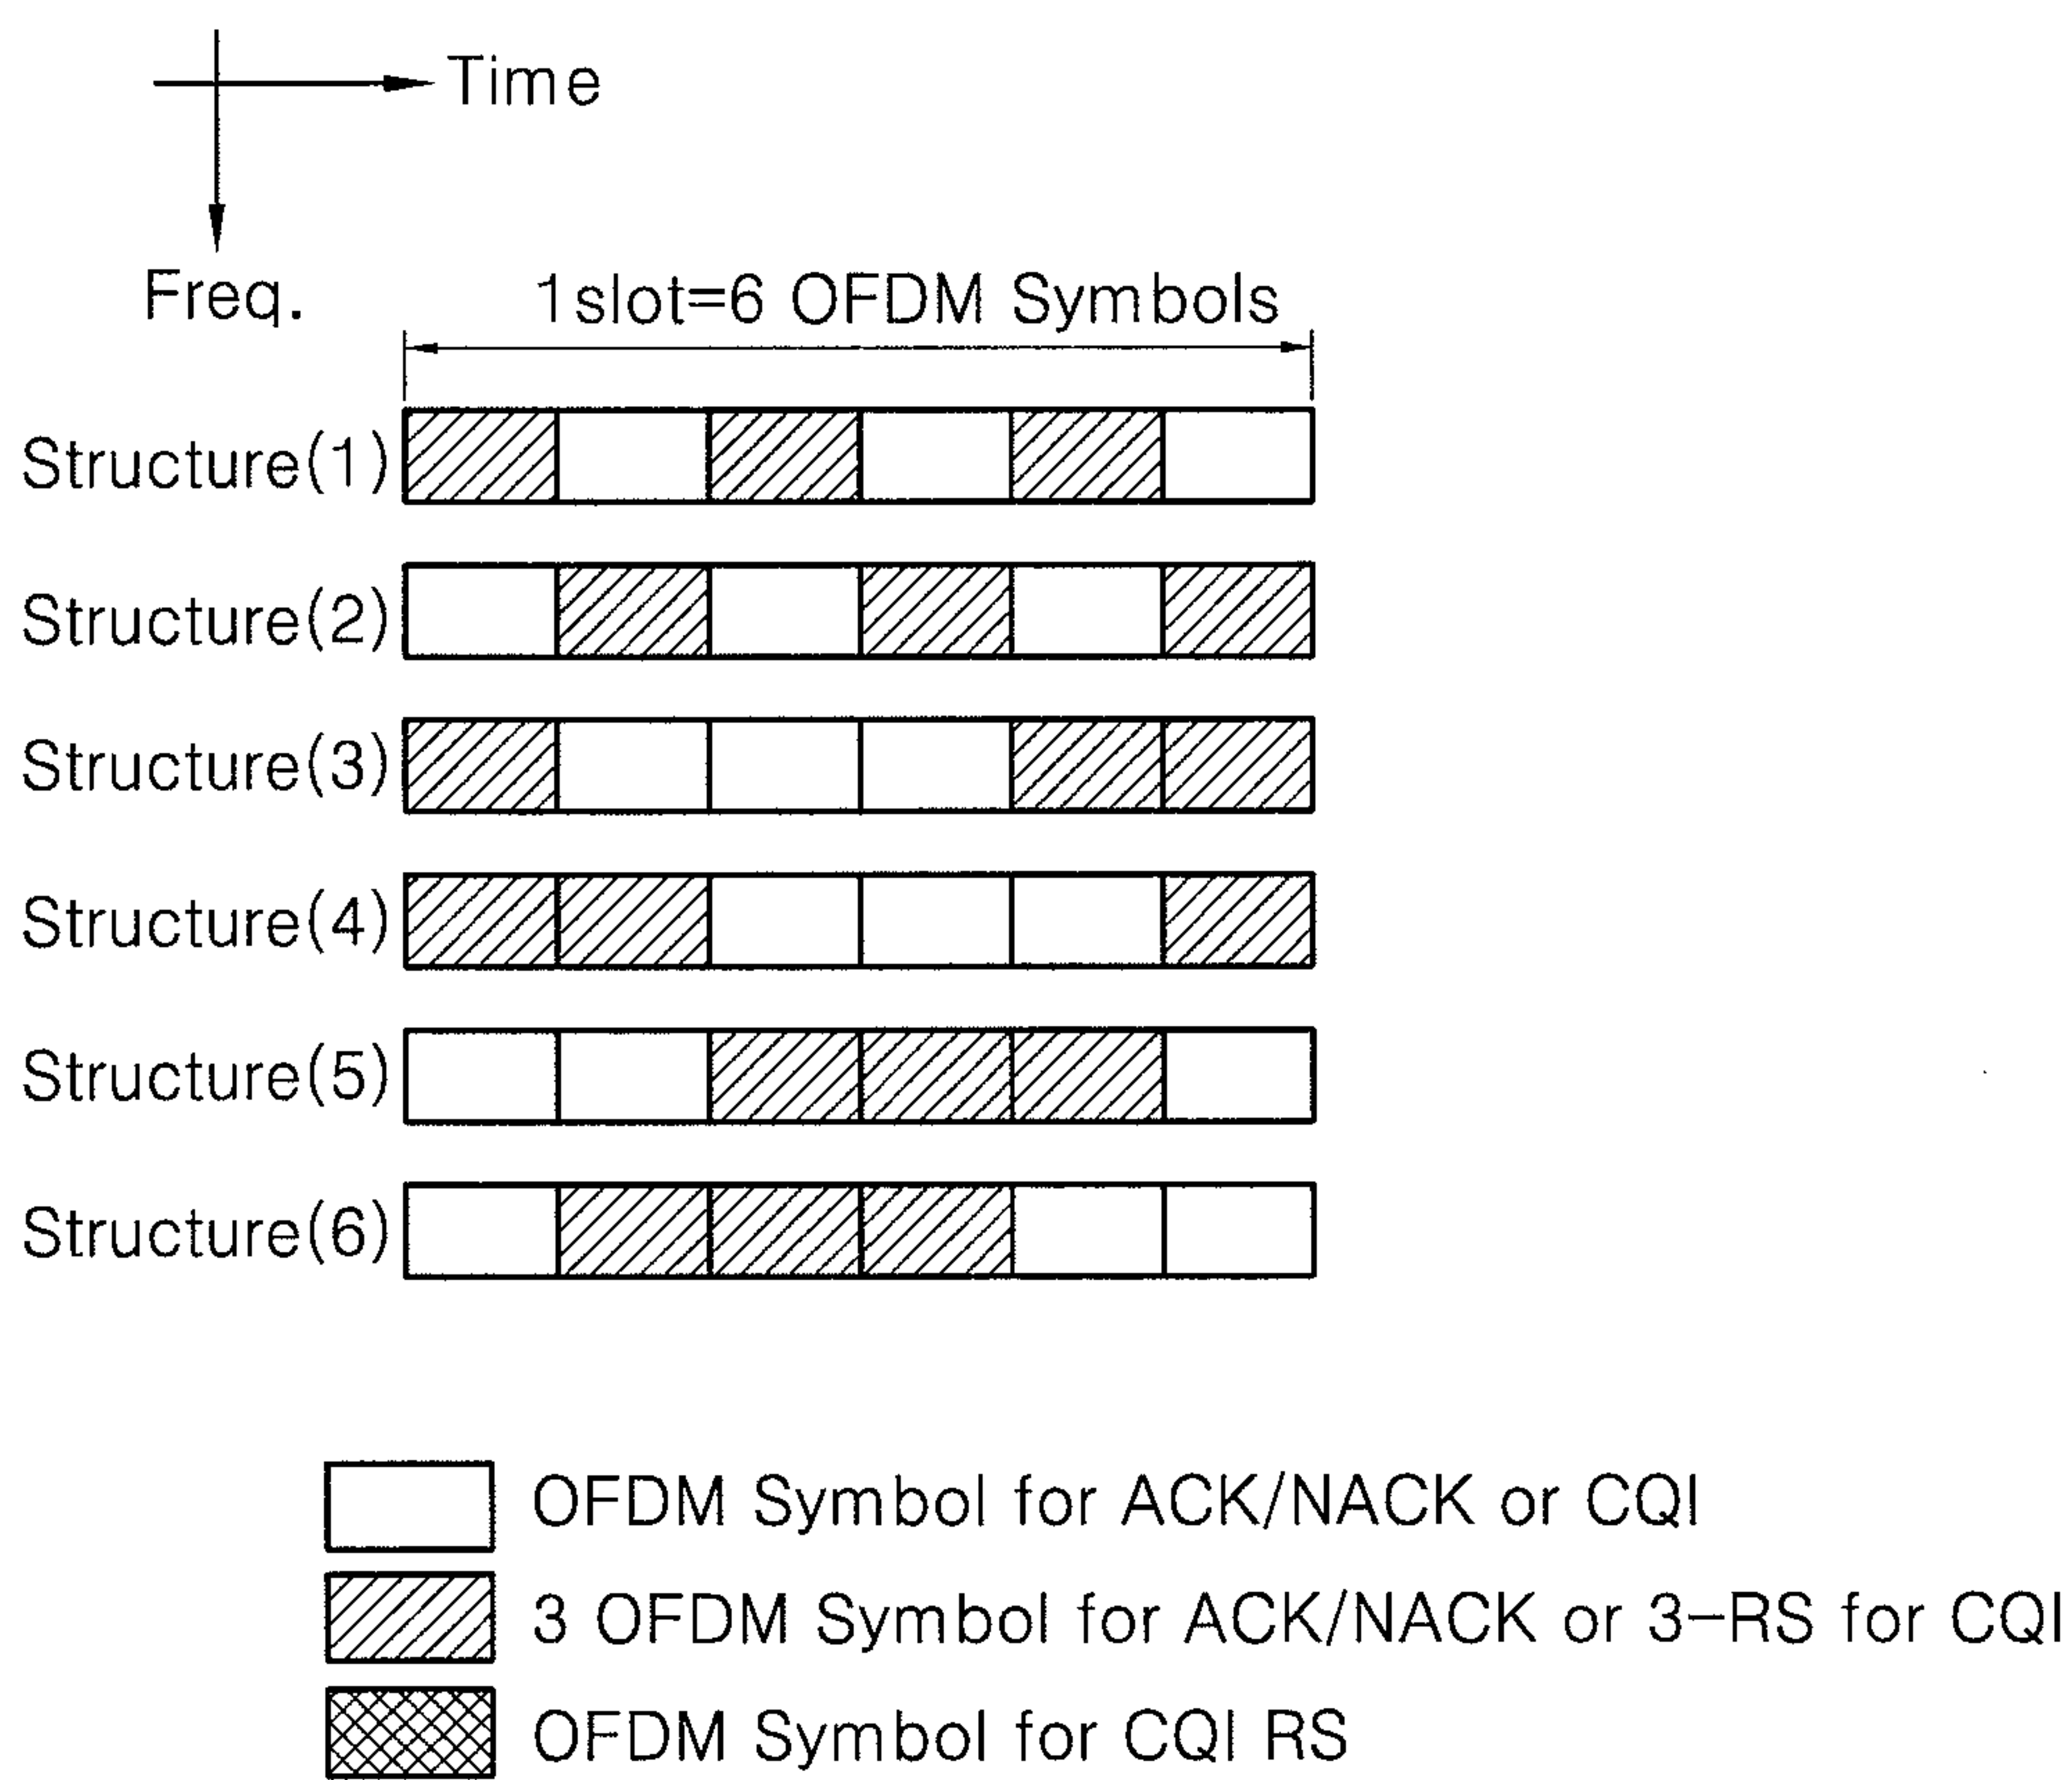 Time
Freq.
1slot=6 OFDM Symbols
Structure(1)
Structure(2)
Structure(3)
Structure(4)
Structure(5)
Structure(6)
OFDM Symbol for ACK/NACK or CQI
3 OFDM Symbol for ACK/NACK or 3-RS for CQI
OFDM Symbol for CQI RS